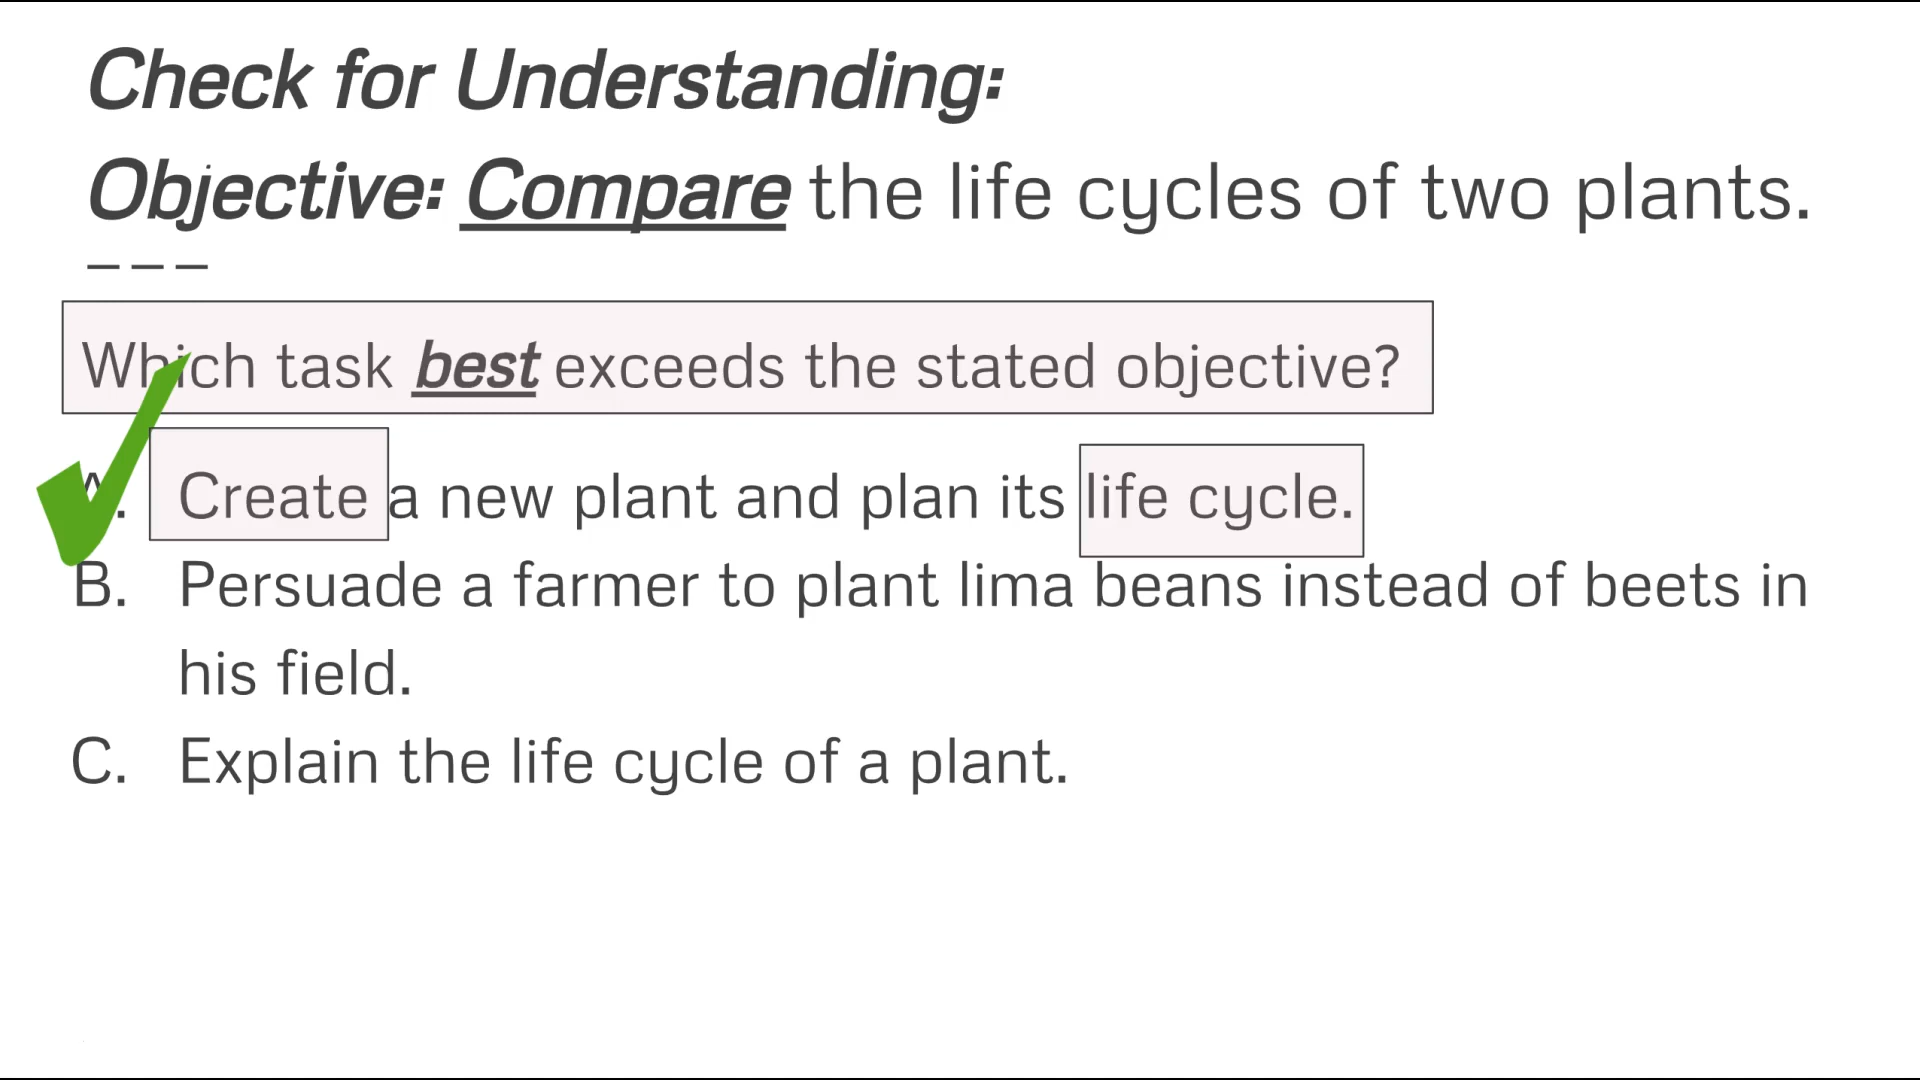 Check for Understanding:
Objective: Compare the life cycles of two plants.
———
Which task best exceeds the stated objective?
A. Create a new plant and plan its life cycle.
B. Persuade a farmer to plant lima beans instead of beets in
his field.
C. Explain the life cycle of a plant.